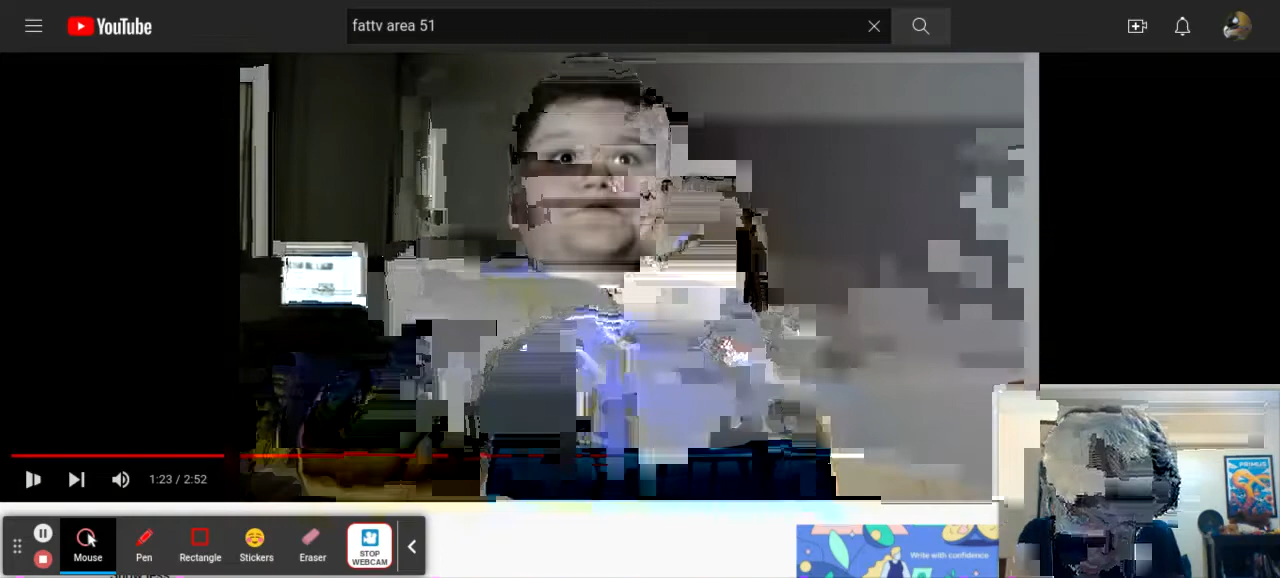 YouTube
fattv area 51
1:23 / 2:52
PRIMUS
Mouse
Pen
Rectangle
Stickers
Eraser
STOP
WEBCAM
Write with confidence